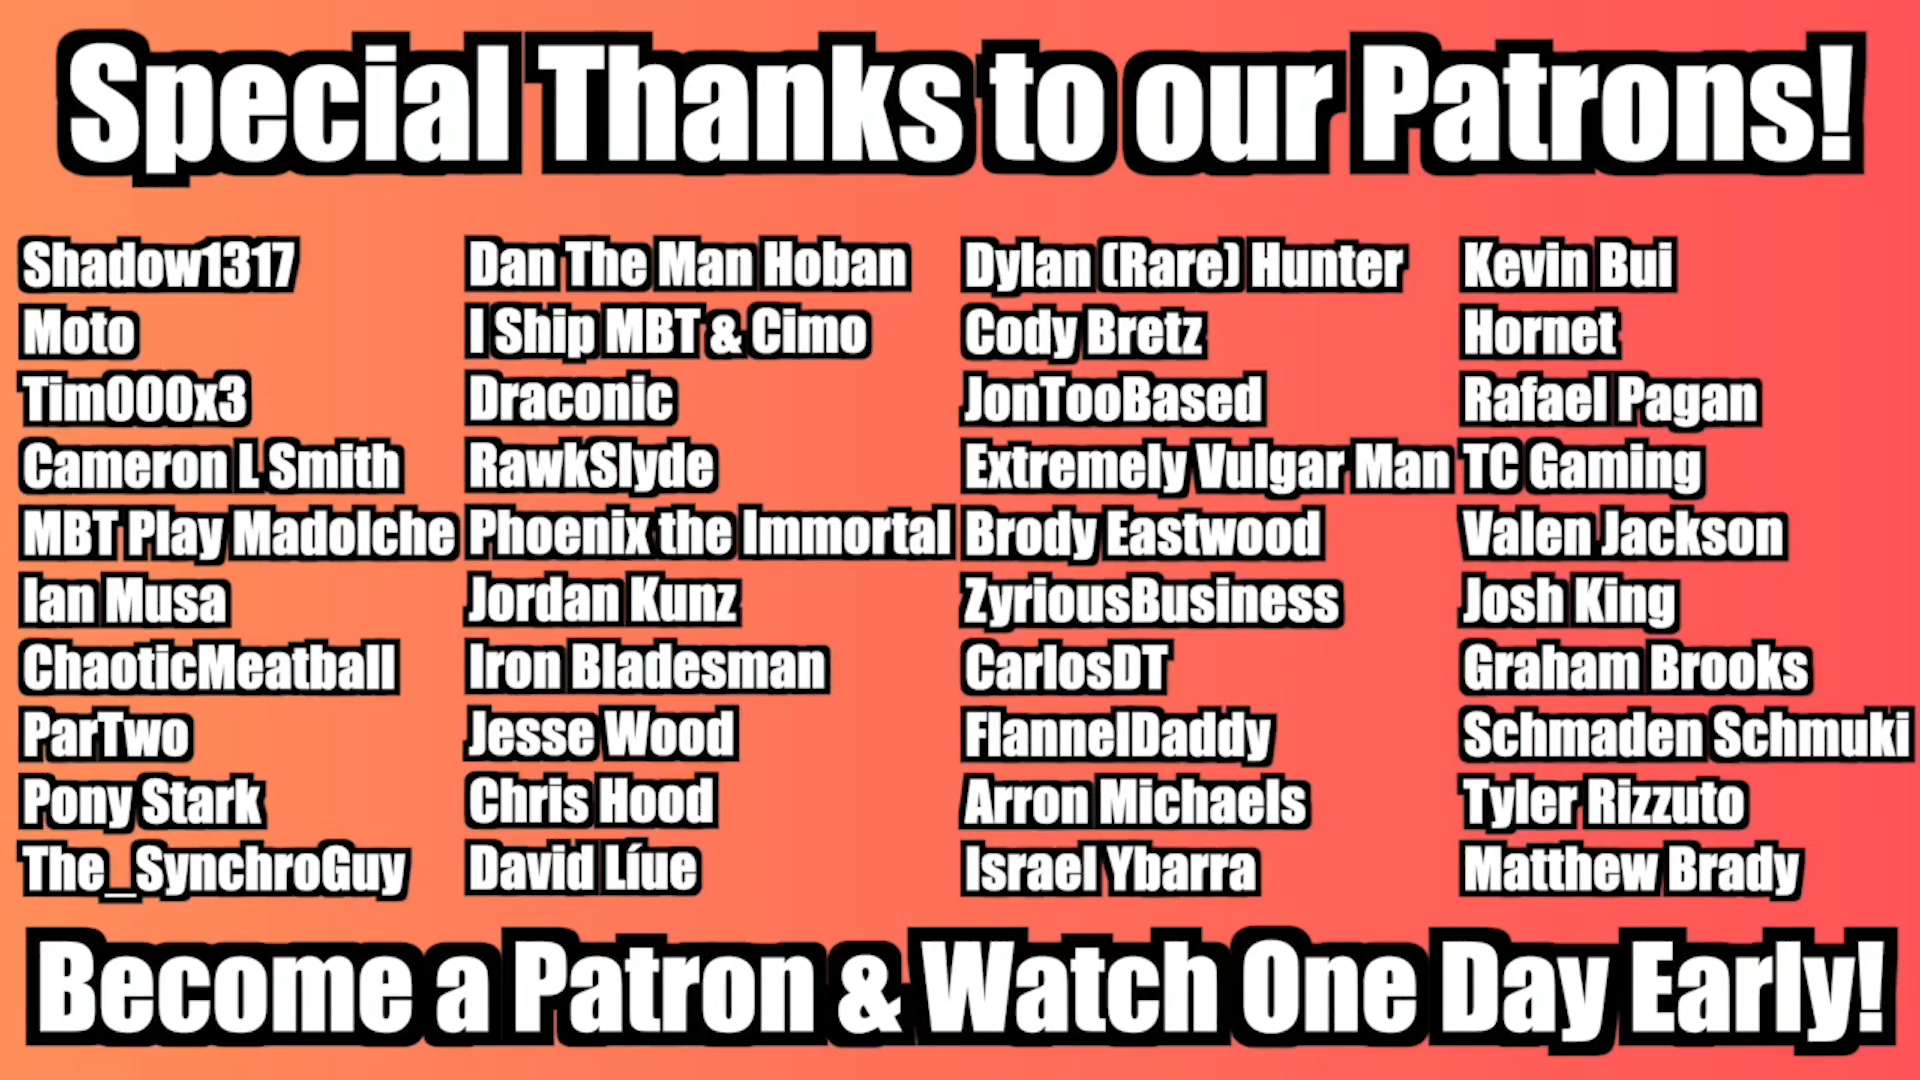 Special Thanks to our Patrons!
Shadow1317
Moto
Tim000x3
Cameron L Smith
MBT Play Madolche
Ian Musa
ChaoticMeatball
ParTwo
Pony Stark
The_SynchroGuy
Dan The Man Hoban
I Ship MBT & Cimo
Draconic
RawkSlyde
Phoenix the Immortal
Jordan Kunz
Iron Bladesman
Jesse Wood
Chris Hood
David Líue
Dylan (Rare) Hunter
Cody Bretz
JonTooBased
Extremely Vulgar Man
Brody Eastwood
ZyriousBusiness
CarlosDT
FlannelDaddy
Arron Michaels
Israel Ybarra
Kevin Bui
Hornet
Rafael Pagan
TC Gaming
Valen Jackson
Josh King
Graham Brooks
Schmaden Schmuki
Tyler Rizzuto
Matthew Brady
Become a Patron & Watch One Day Early!